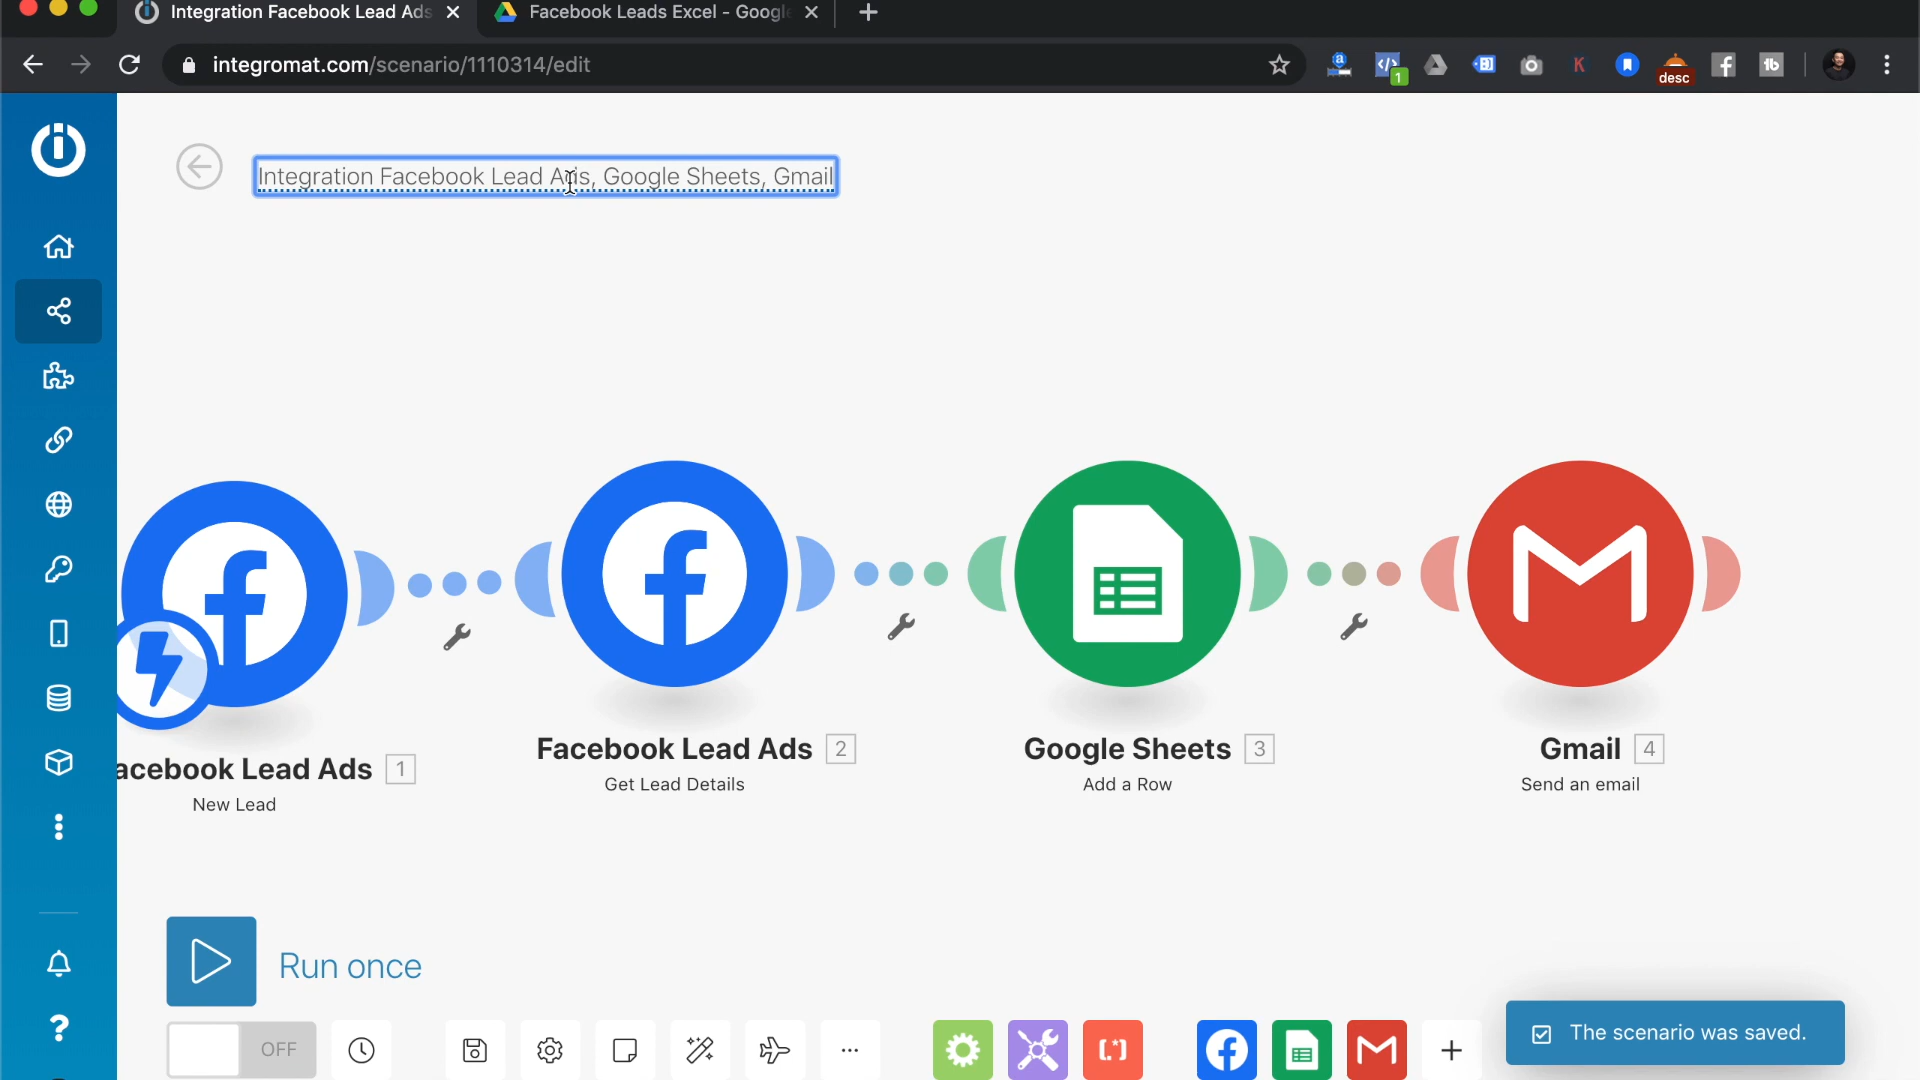 Integration Facebook Lead Ads
Facebook Leads Excel - Googl
integromat.com/scenario/1110314/edit
1
desc
Integration Facebook Lead Ads, Google Sheets, Gmail
acebook Lead Ads 1
New Lead
Facebook Lead Ads 2
Get Lead Details
Google Sheets 3
Add a Row
Gmail 4
Send an email
Run once
OFF
The scenario was saved.